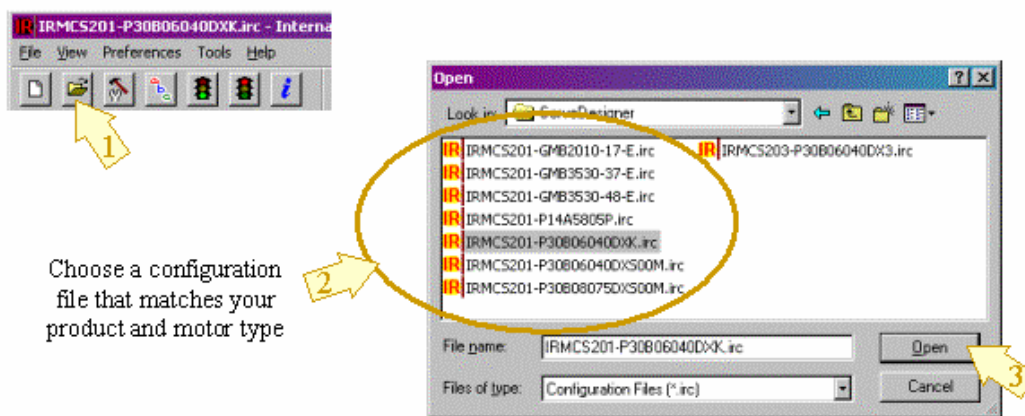 IRMCS201-P30B06040DXK.irc - Interna
File View Preferences Tools Help
1
Open
Look in: ServoDesigner
IRMCS201-GMB2010-17-E.irc
IRMCS201-GMB3530-37-E.irc
IRMCS201-GMB3530-48-E.irc
IRMCS201-P14A5805P.irc
IRMCS201-P30B06040DXK.irc
IRMCS201-P30B06040DXS00M.irc
IRMCS201-P30B08075DXS00M.irc
IRMCS203-P30B06040DX3.irc
Choose a configuration
file that matches your
product and motor type
2
File name: IRMCS201-P30B06040DXK.irc
Open
3
Files of type: Configuration Files (*.irc)
Cancel